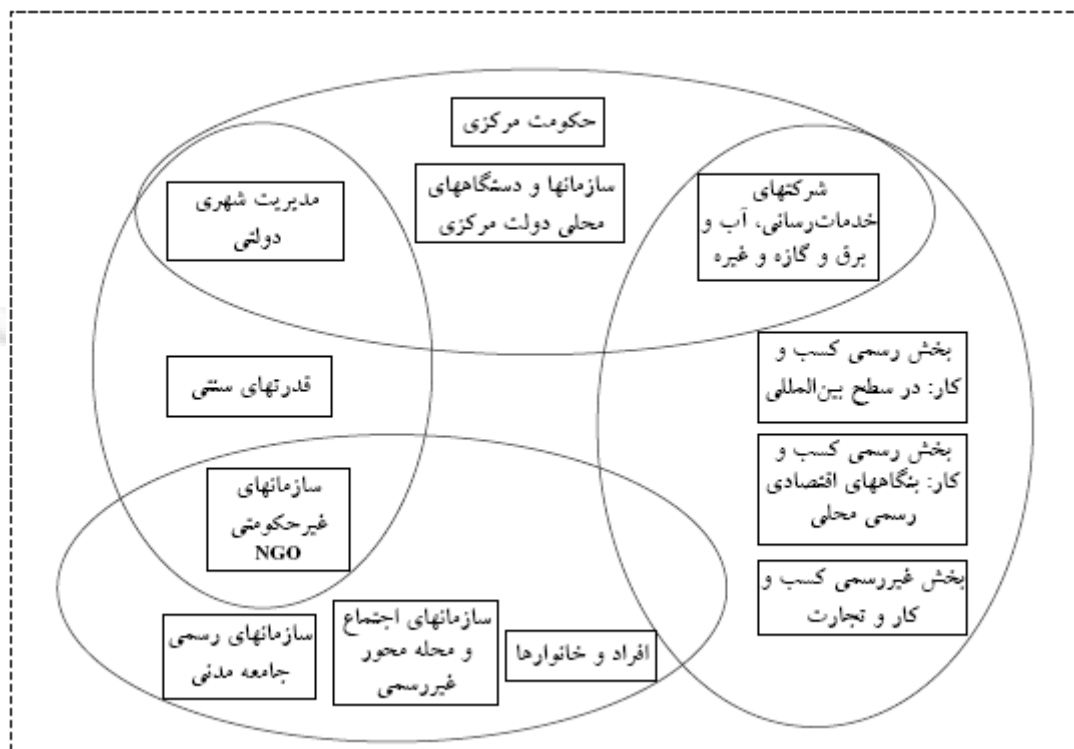 حکومت مرکزی
سازمانها و دستگاههای
محلی دولت مرکزی
شرکتهای
خدمات‌رسانی، آب و
برق و گازه و غیره
مدیریت شهری
دولتی
بخش رسمی کسب و
کار: در سطح بین‌المللی
قدرتهای سنتی
بخش رسمی کسب و
کار: بنگاههای اقتصادی
رسمی محلی
سازمانهای
غیرحکومتی
NGO
بخش غیررسمی کسب و
کار و تجارت
افراد و خانوارها
سازمانهای اجتماع
و محله محور
غیررسمی
سازمانهای رسمی
جامعه مدنی